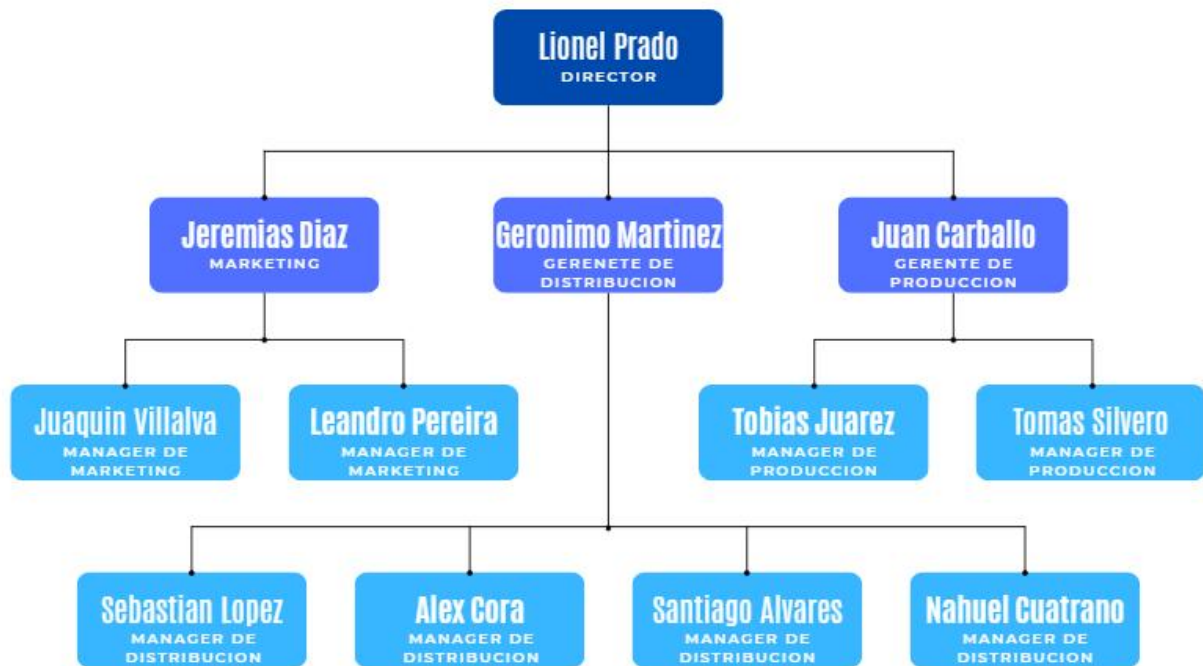 Lionel Prado
DIRECTOR
Jeremias Diaz
MARKETING
Geronimo Martinez
GERENETE DE
DISTRIBUCION
Juan Carballo
GERENTE DE
PRODUCCION
Juaquin Villalva
MANAGER DE
MARKETING
Leandro Pereira
MANAGER DE
MARKETING
Tobias Juarez
MANAGER DE
PRODUCCION
Tomas Silvero
MANAGER DE
PRODUCCION
Sebastian Lopez
MANAGER DE
DISTRIBUCION
Alex Cora
MANAGER DE
DISTRIBUCION
Santiago Alvares
MANAGER DE
DISTRIBUCION
Nahuel Cuatrano
MANAGER DE
DISTRIBUCION